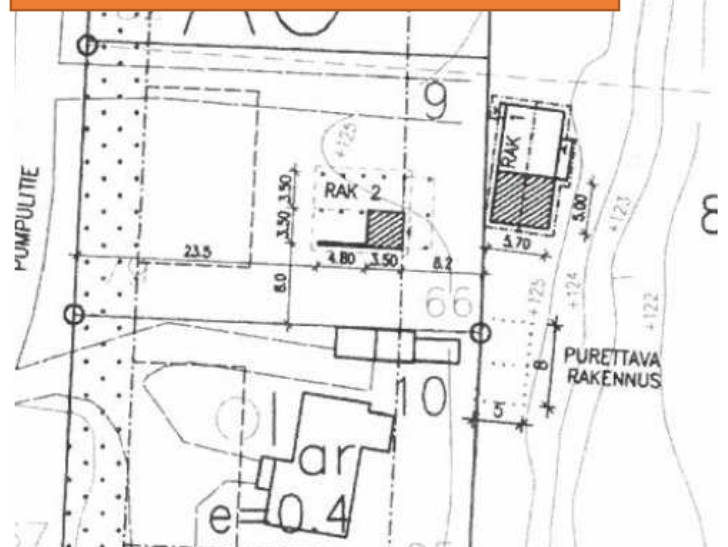 9
+125
RAK 1
RAK 2
3.50
3.50
PUMPULITIE
5.00
+123
8
5.70
23.5
4.80
3.50
8.2
8.0
66
+125
+124
+122
PURETTAVA
RAKENNUS
8
10
5
I
ar
e=0.4